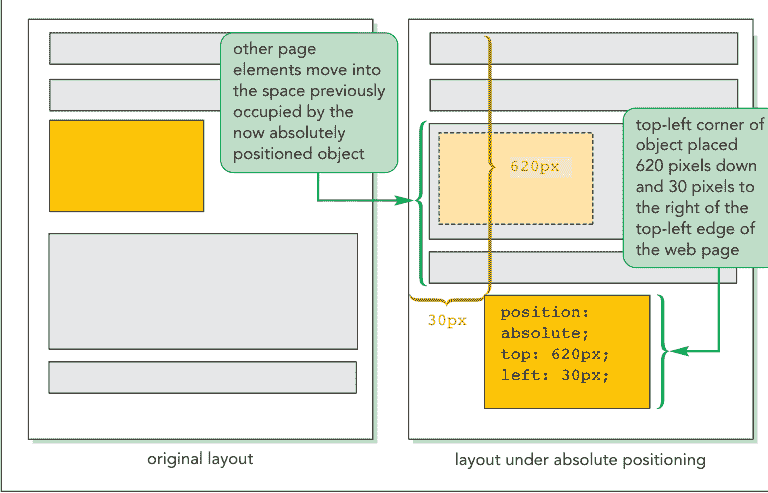 other page
elements move into
the space previously
occupied by the
now absolutely
positioned object
original layout
620px
top-left corner of
object placed
620 pixels down
and 30 pixels to
the right of the
top-left edge of
the web page
30px
position:
absolute;
top: 620px;
left: 30px;
layout under absolute positioning